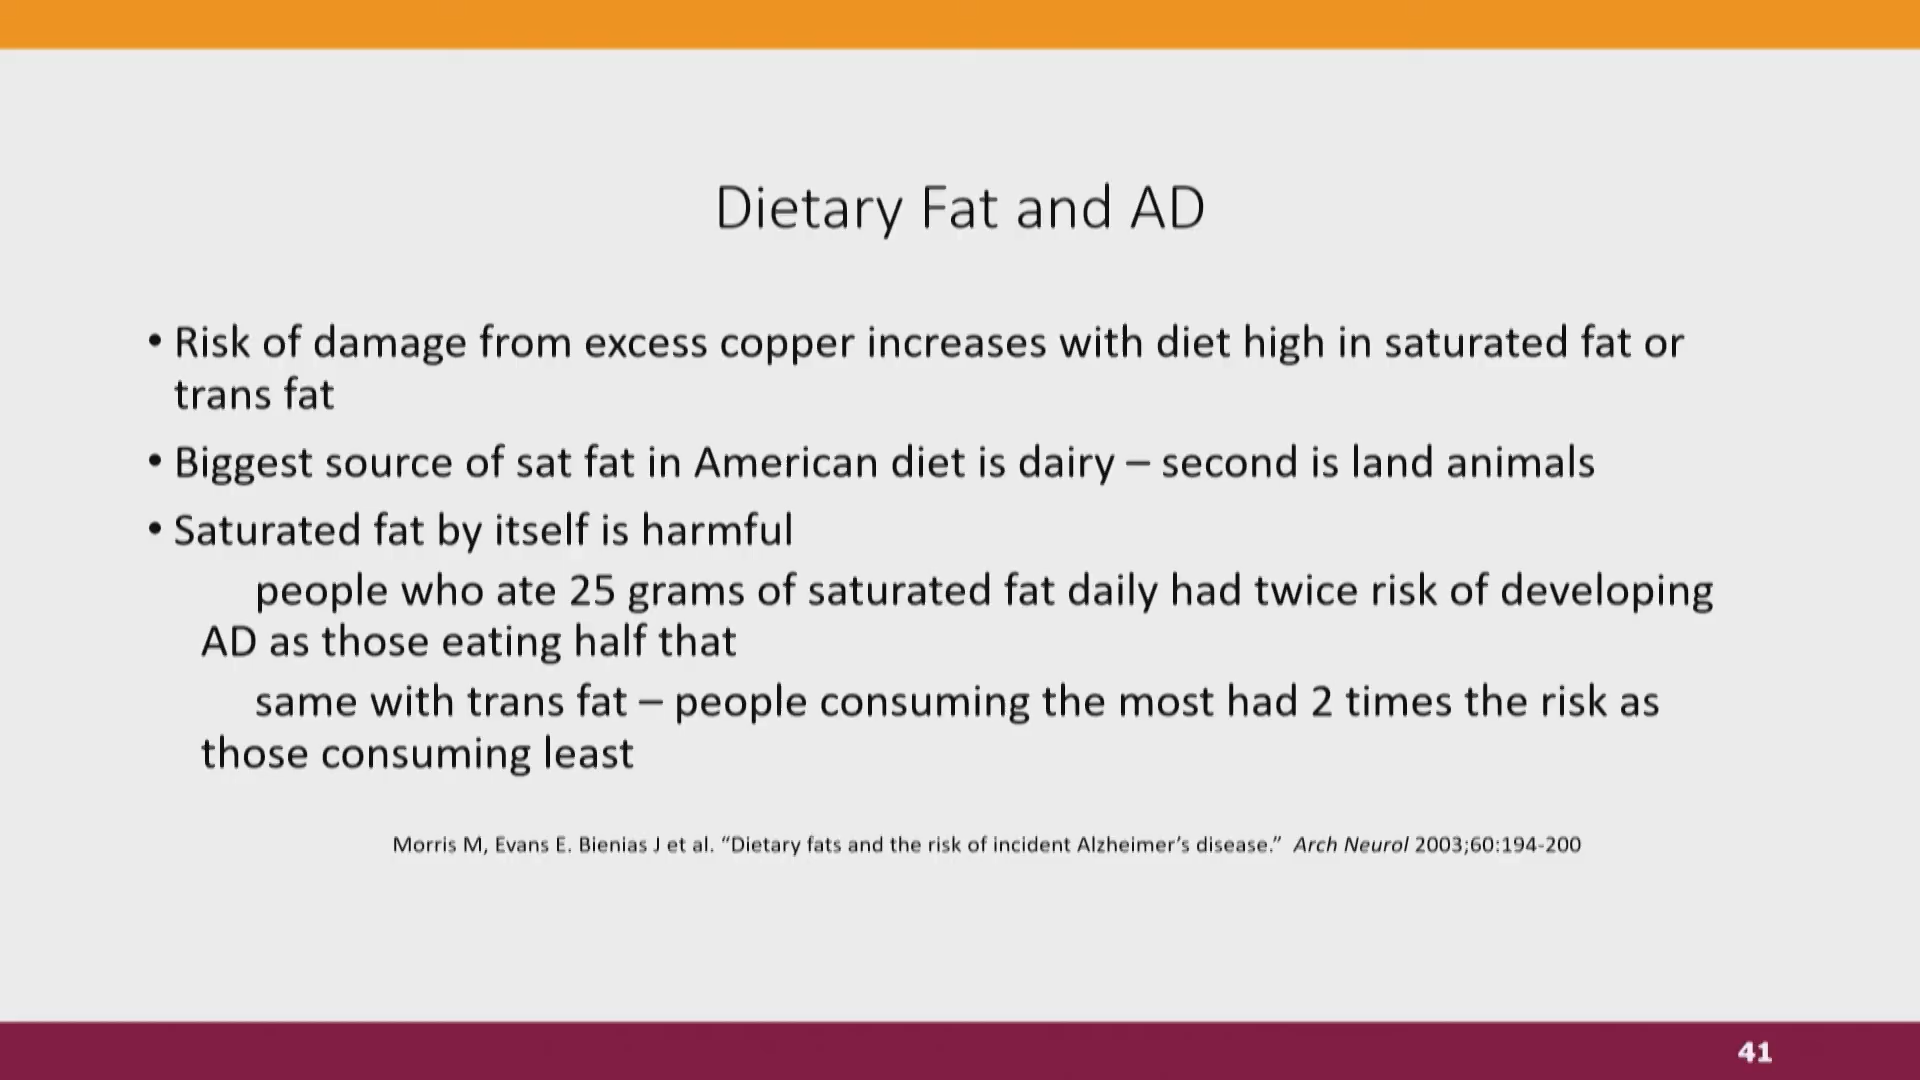 Dietary Fat and AD
• Risk of damage from excess copper increases with diet high in saturated fat or
trans fat
• Biggest source of sat fat in American diet is dairy – second is land animals
• Saturated fat by itself is harmful
people who ate 25 grams of saturated fat daily had twice risk of developing
AD as those eating half that
same with trans fat – people consuming the most had 2 times the risk as
those consuming least
Morris M, Evans E. Bienias J et al. “Dietary fats and the risk of incident Alzheimer’s disease.” Arch Neurol 2003;60:194-200
41